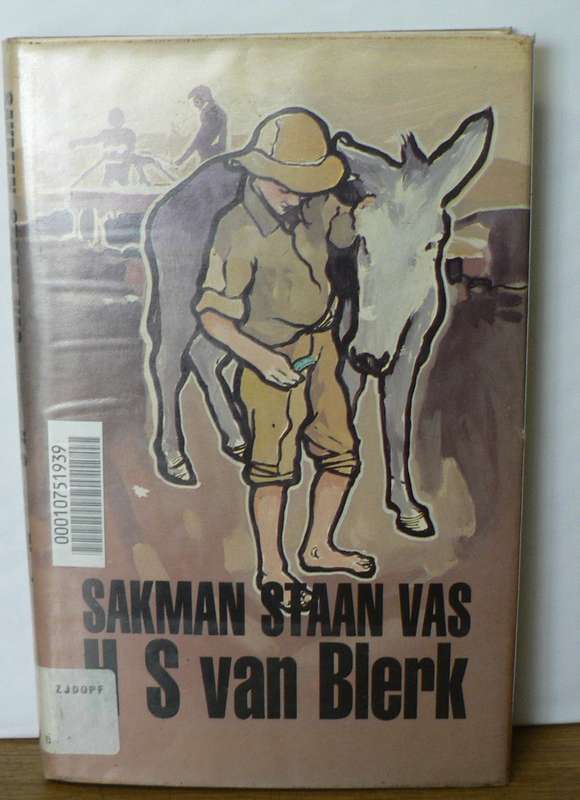 00010751939
SAKMAN STAAN VAS
H S van Blerk
ZJDOPF